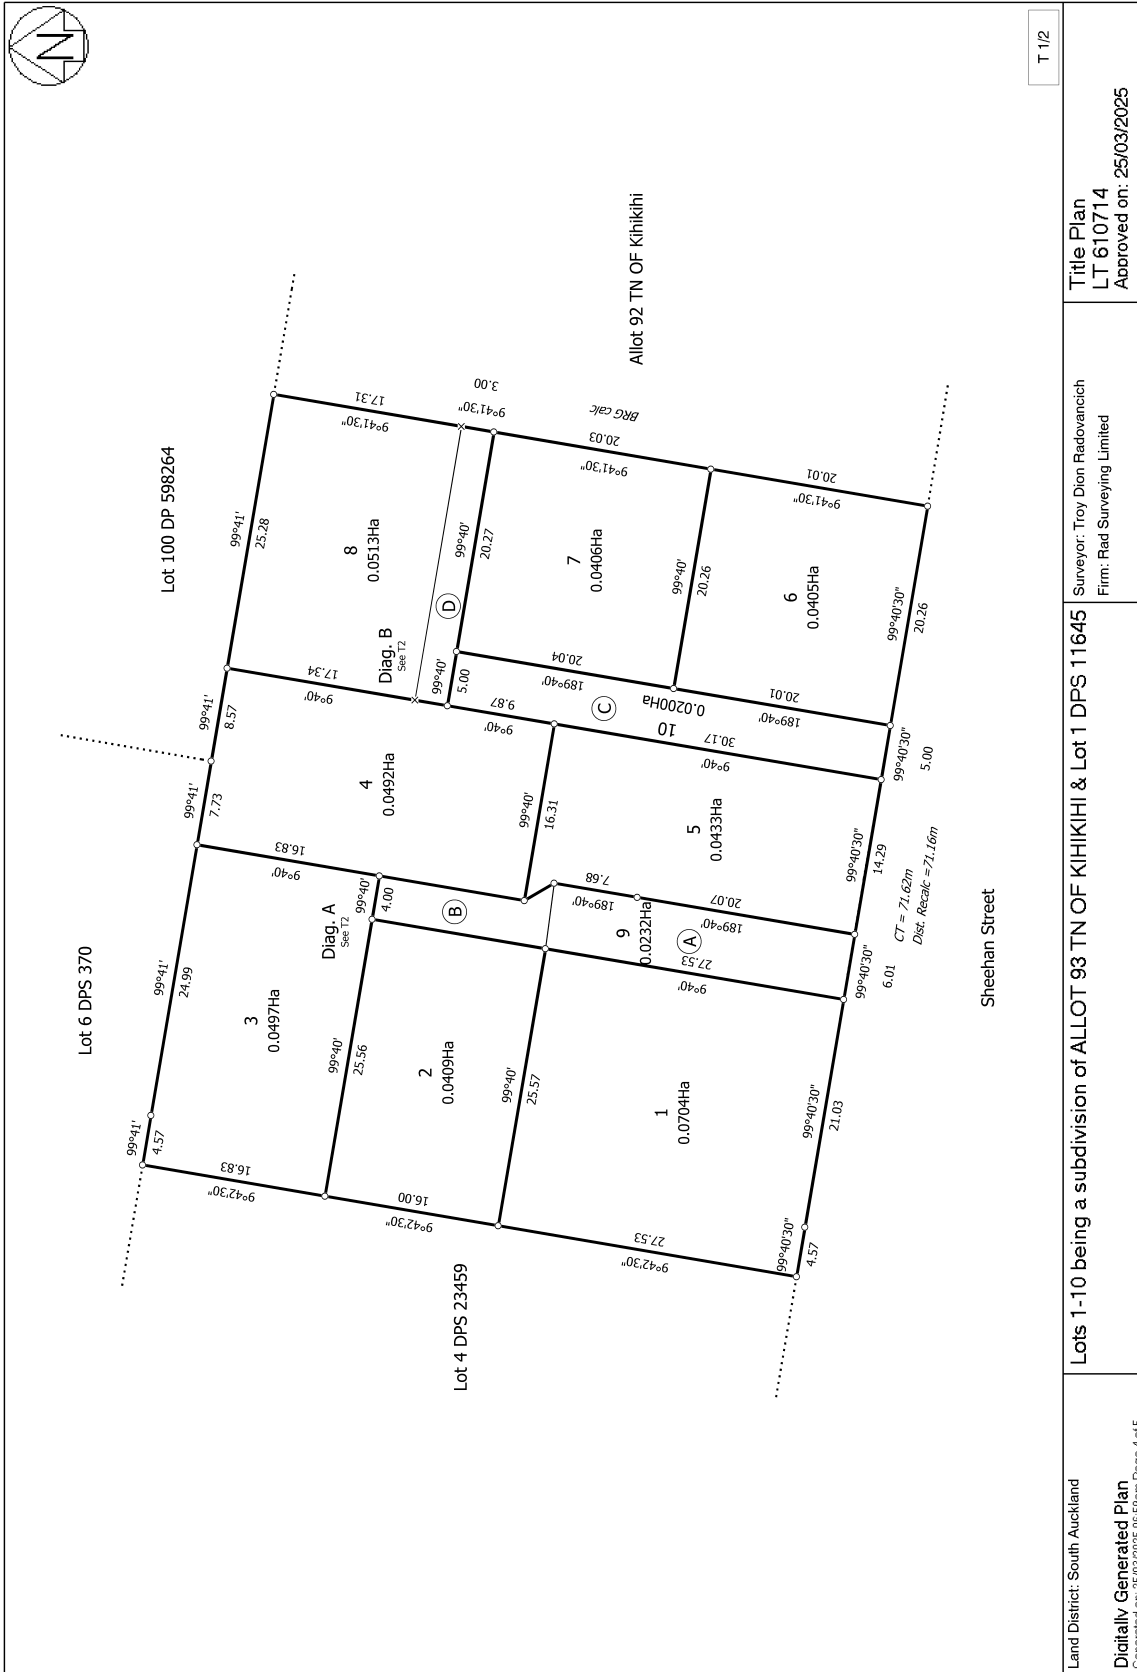 N
T 1/2
Lot 100 DP 598264
Lot 6 DPS 370
Lot 4 DPS 23459
Allot 92 TN OF Kihikihi
Sheehan Street
99°41'
4.57
99°41'
24.99
99°41'
7.73
99°41'
8.57
99°41'
25.28
9°42'30"
16.83
3
0.0497Ha
Diag. A
See T2
9°40'
16.83
4
0.0492Ha
9°40'
17.34
Diag. B
See T2
8
0.0513Ha
9°41'30"
17.31
9°41'30"
3.00
99°40'
25.56
99°40'
4.00
B
9°40'
9.87
99°40'
5.00
D
99°40'
20.27
9°42'30"
16.00
2
0.0409Ha
99°40'
16.31
C
189°40'
20.04
7
0.0406Ha
9°41'30"
20.03
BRG calc
99°40'
25.57
189°40'
7.68
10
0.0200Ha
99°40'
20.26
9°42'30"
27.53
1
0.0704Ha
9°40'
27.53
9
0.0232Ha
A
189°40'
20.07
5
0.0433Ha
9°40'
30.17
189°40'
20.01
6
0.0405Ha
9°41'30"
20.01
99°40'30"
4.57
99°40'30"
21.03
99°40'30"
6.01
99°40'30"
14.29
99°40'30"
5.00
99°40'30"
20.26
CT = 71.62m
Dist. Recalc =71.16m
Land District: South Auckland
Digitally Generated Plan
Lots 1-10 being a subdivision of ALLOT 93 TN OF KIHIKIHI & Lot 1 DPS 11645
Surveyor: Troy Dion Radovancich
Firm: Rad Surveying Limited
Title Plan
LT 610714
Approved on: 25/03/2025